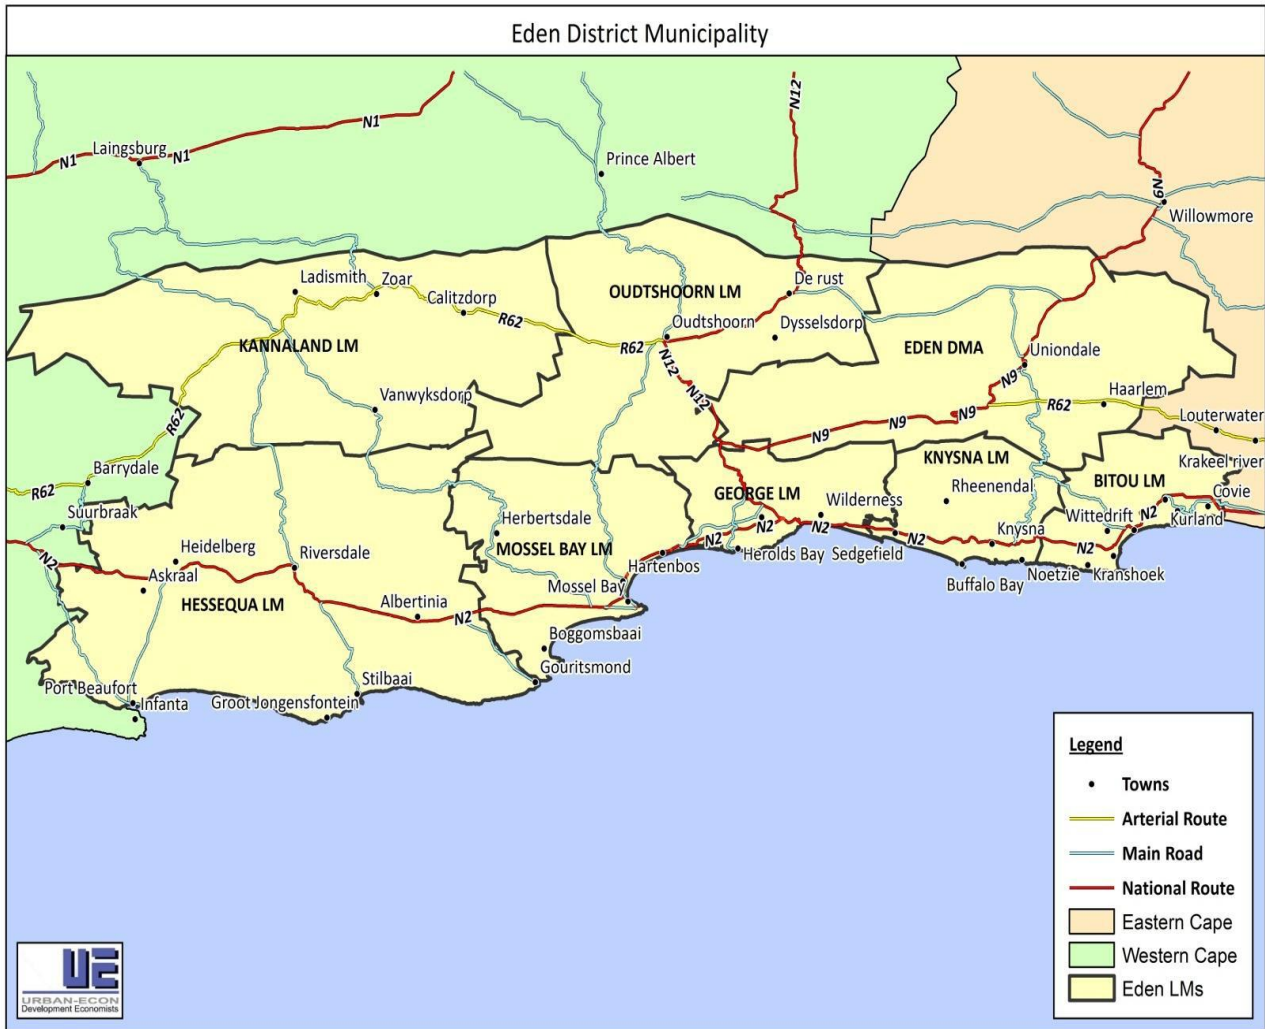 Eden District Municipality
N12
N1
N1
N1
Laingsburg
Prince Albert
N9
Willowmore
Ladismith
Zoar
Calitzdorp
R62
OUDTSHOORN LM
De rust
Oudtshoorn
Dysselsdorp
KANNALAND LM
R62
EDEN DMA
Uniondale
N12
N12
N9
Vanwyksdorp
Haarlem
R62
N9
N9
N9
Louterwater
R62
Barrydale
R62
KNYSNA LM
Krakeel river
BITOU LM
Covie
GEORGE LM
Wilderness
Rheenendal
Suurbraak
Herbertsdale
Wittedrift
N2
Kurland
N2
N2
N2
N2
Knysna
N2
Heidelberg
Riversdale
MOSSEL BAY LM
Hartenbos
Herolds Bay
Sedgefield
N2
Askraal
Mossel Bay
Buffalo Bay
Noetzie
Kranshoek
HESSEQUA LM
Albertinia
N2
Boggomsbaai
Gouritsmond
Stilbaai
Port Beaufort
Infanta
Groot Jongensfontein
Legend
Towns
Arterial Route
Main Road
National Route
Eastern Cape
Western Cape
Eden LMs
UE
URBAN-ECON
Development Economists